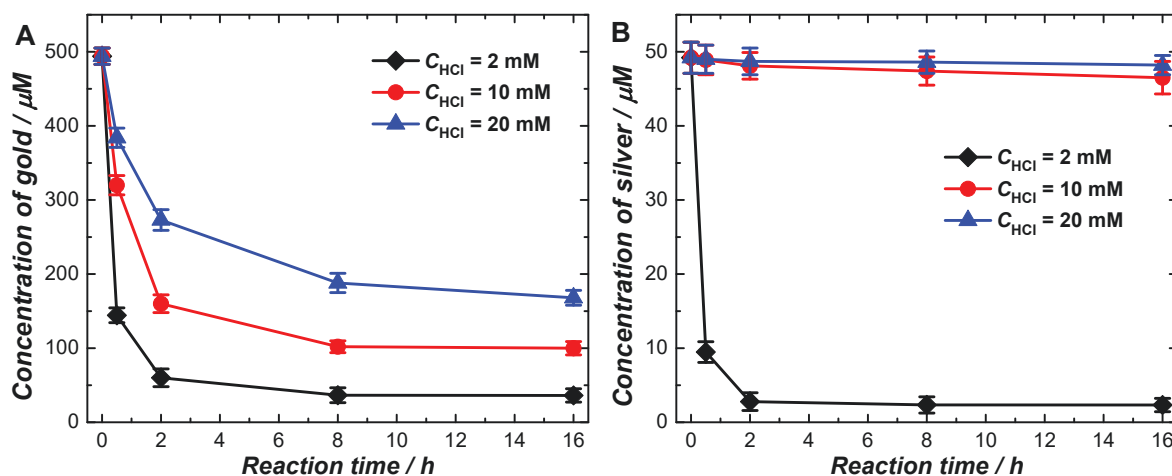 A
B
Concentration of gold / μM
500
400
300
200
100
0
C_HCl = 2 mM
C_HCl = 10 mM
C_HCl = 20 mM
0 2 4 6 8 10 12 14 16
Reaction time / h
Concentration of silver / μM
50
40
30
20
10
0
C_HCl = 2 mM
C_HCl = 10 mM
C_HCl = 20 mM
0 2 4 6 8 10 12 14 16
Reaction time / h